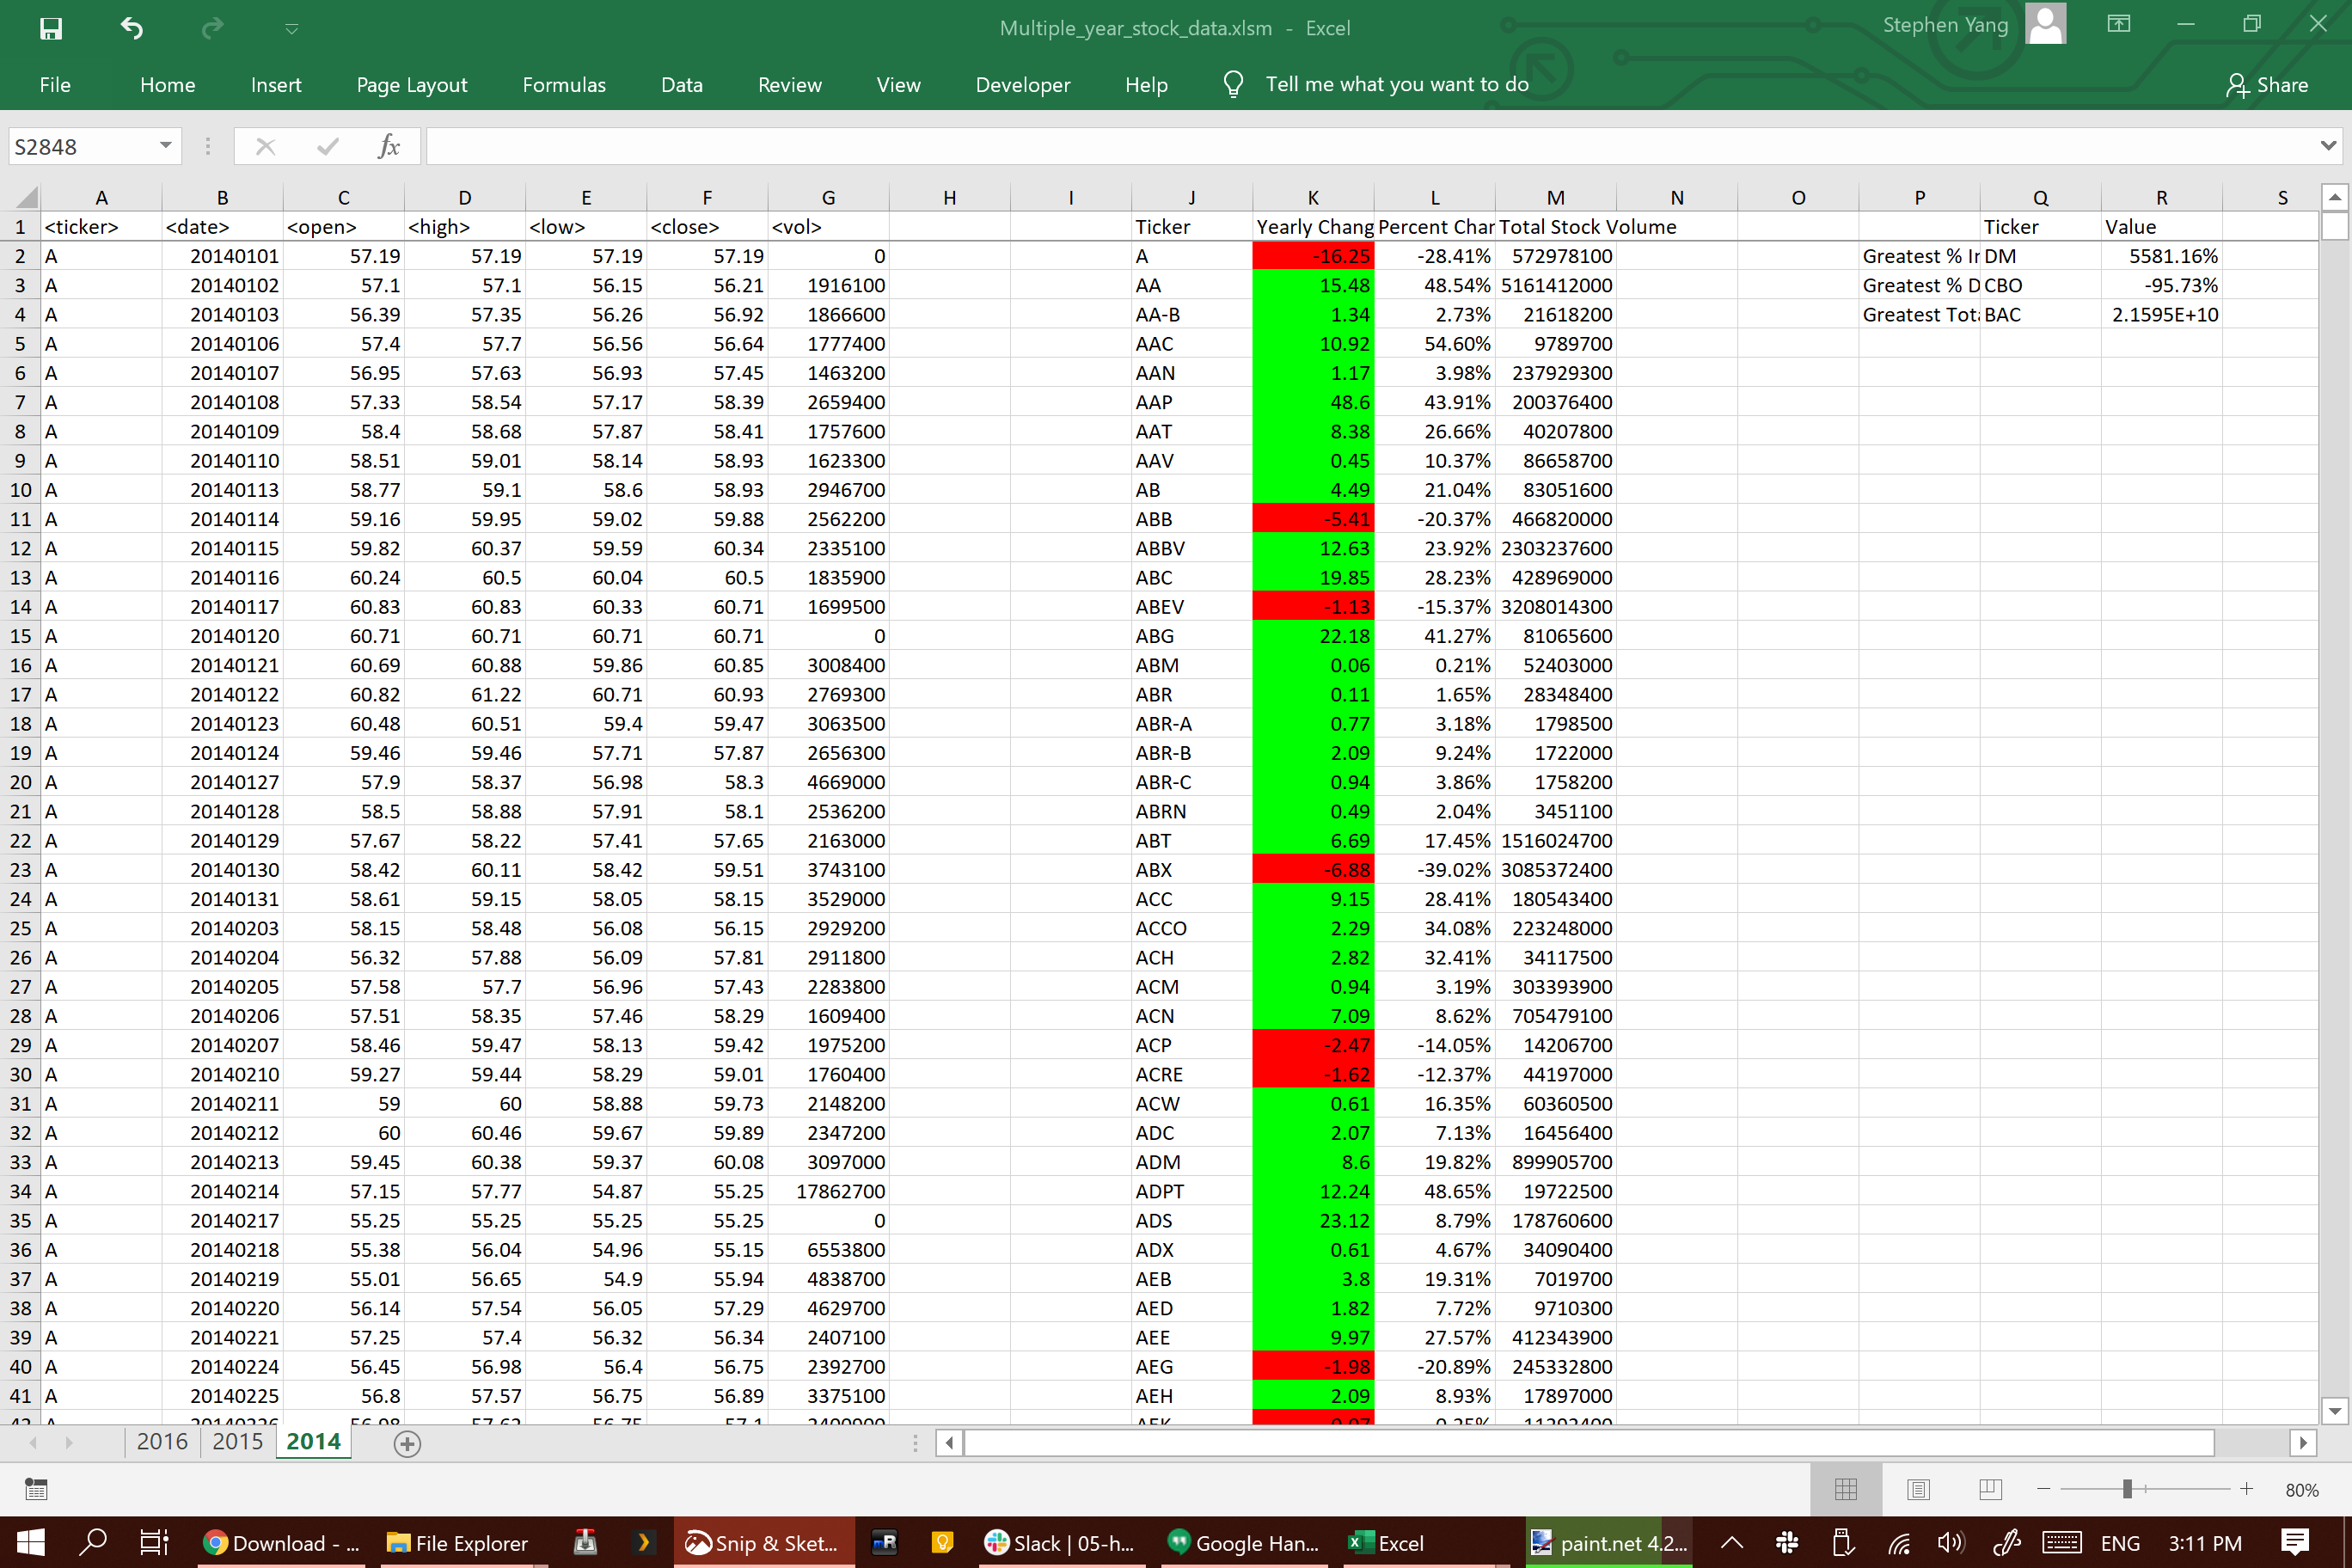 Multiple_year_stock_data.xlsm - Excel
Stephen Yang
File Home Insert Page Layout Formulas Data Review View Developer Help Tell me what you want to do Share
S2848 fx
A B C D E F G H I J K L M N O P Q R S
1 <ticker> <date> <open> <high> <low> <close> <vol> Ticker Yearly Chang Percent Char Total Stock Volume Ticker Value
2 A 20140101 57.19 57.19 57.19 57.19 0 A -16.25 -28.41% 572978100 Greatest % Ir DM 5581.16%
3 A 20140102 57.1 57.1 56.15 56.21 1916100 AA 15.48 48.54% 5161412000 Greatest % D CBO -95.73%
4 A 20140103 56.39 57.35 56.26 56.92 1866600 AA-B 1.34 2.73% 21618200 Greatest Tota BAC 2.1595E+10
5 A 20140106 57.4 57.7 56.56 56.64 1777400 AAC 10.92 54.60% 9789700
6 A 20140107 56.95 57.63 56.93 57.45 1463200 AAN 1.17 3.98% 237929300
7 A 20140108 57.33 58.54 57.17 58.39 2659400 AAP 48.6 43.91% 200376400
8 A 20140109 58.4 58.68 57.87 58.41 1757600 AAT 8.38 26.66% 40207800
9 A 20140110 58.51 59.01 58.14 58.93 1623300 AAV 0.45 10.37% 86658700
10 A 20140113 58.77 59.1 58.6 58.93 2946700 AB 4.49 21.04% 83051600
11 A 20140114 59.16 59.95 59.02 59.88 2562200 ABB -5.41 -20.37% 466820000
12 A 20140115 59.82 60.37 59.59 60.34 2335100 ABBV 12.63 23.92% 2303237600
13 A 20140116 60.24 60.5 60.04 60.5 1835900 ABC 19.85 28.23% 428969000
14 A 20140117 60.83 60.83 60.33 60.71 1699500 ABEV -1.13 -15.37% 3208014300
15 A 20140120 60.71 60.71 60.71 60.71 0 ABG 22.18 41.27% 81065600
16 A 20140121 60.69 60.88 59.86 60.85 3008400 ABM 0.06 0.21% 52403000
17 A 20140122 60.82 61.22 60.71 60.93 2769300 ABR 0.11 1.65% 28348400
18 A 20140123 60.48 60.51 59.4 59.47 3063500 ABR-A 0.77 3.18% 1798500
19 A 20140124 59.46 59.46 57.71 57.87 2656300 ABR-B 2.09 9.24% 1722000
20 A 20140127 57.9 58.37 56.98 58.3 4669000 ABR-C 0.94 3.86% 1758200
21 A 20140128 58.5 58.88 57.91 58.1 2536200 ABRN 0.49 2.04% 3451100
22 A 20140129 57.67 58.22 57.41 57.65 2163000 ABT 6.69 17.45% 1516024700
23 A 20140130 58.42 60.11 58.42 59.51 3743100 ABX -6.88 -39.02% 3085372400
24 A 20140131 58.61 59.15 58.05 58.15 3529000 ACC 9.15 28.41% 180543400
25 A 20140203 58.15 58.48 56.08 56.15 2929200 ACCO 2.29 34.08% 223248000
26 A 20140204 56.32 57.88 56.09 57.81 2911800 ACH 2.82 32.41% 34117500
27 A 20140205 57.58 57.7 56.96 57.43 2283800 ACM 0.94 3.19% 303393900
28 A 20140206 57.51 58.35 57.46 58.29 1609400 ACN 7.09 8.62% 705479100
29 A 20140207 58.46 59.47 58.13 59.42 1975200 ACP -2.47 -14.05% 14206700
30 A 20140210 59.27 59.44 58.29 59.01 1760400 ACRE -1.62 -12.37% 44197000
31 A 20140211 59 60 58.88 59.73 2148200 ACW 0.61 16.35% 60360500
32 A 20140212 60 60.46 59.67 59.89 2347200 ADC 2.07 7.13% 16456400
33 A 20140213 59.45 60.38 59.37 60.08 3097000 ADM 8.6 19.82% 899905700
34 A 20140214 57.15 57.77 54.87 55.25 17862700 ADPT 12.24 48.65% 19722500
35 A 20140217 55.25 55.25 55.25 55.25 0 ADS 23.12 8.79% 178760600
36 A 20140218 55.38 56.04 54.96 55.15 6553800 ADX 0.61 4.67% 34090400
37 A 20140219 55.01 56.65 54.9 55.94 4838700 AEB 3.8 19.31% 7019700
38 A 20140220 56.14 57.54 56.05 57.29 4629700 AED 1.82 7.72% 9710300
39 A 20140221 57.25 57.4 56.32 56.34 2407100 AEE 9.97 27.57% 412343900
40 A 20140224 56.45 56.98 56.4 56.75 2392700 AEG -1.98 -20.89% 245332800
41 A 20140225 56.8 57.57 56.75 56.89 3375100 AEH 2.09 8.93% 17897000
2016 2015 2014
80%
Download - ... File Explorer Snip & Sket... Slack | 05-h... Google Han... Excel paint.net 4.2... ENG 3:11 PM